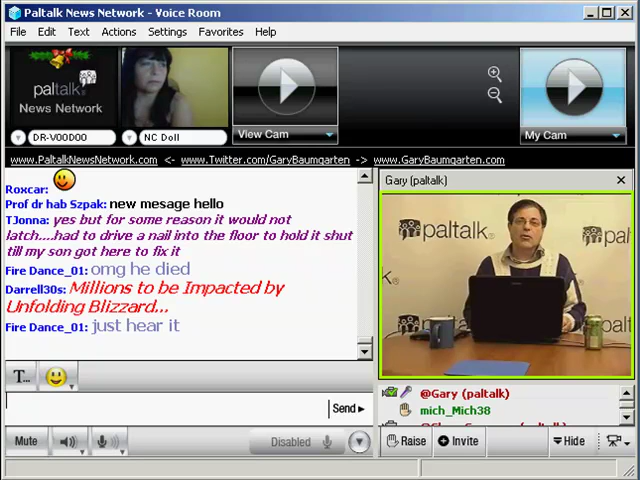 Paltalk News Network - Voice Room
File Edit Text Actions Settings Favorites Help
paltalk
News Network
DR-V00D00
NC Doll
View Cam
My Cam
www.PaltalkNewsNetwork.com <- www.Twitter.com/GaryBaumgarten -> www.GaryBaumgarten.com
Roxcar:
Prof dr hab Szpak: new mesage hello
TJonna: yes but for some reason it would not
latch....had to drive a nail into the floor to hold it shut
till my son got here to fix it
Fire Dance_01: omg he died
Darrell30s: Millions to be Impacted by
Unfolding Blizzard...
Fire Dance_01: just hear it
T...
Send
Mute
Disabled
Gary (paltalk)
paltalk
paltalk
@Gary (paltalk)
mich_Mich38
Raise
Invite
Hide